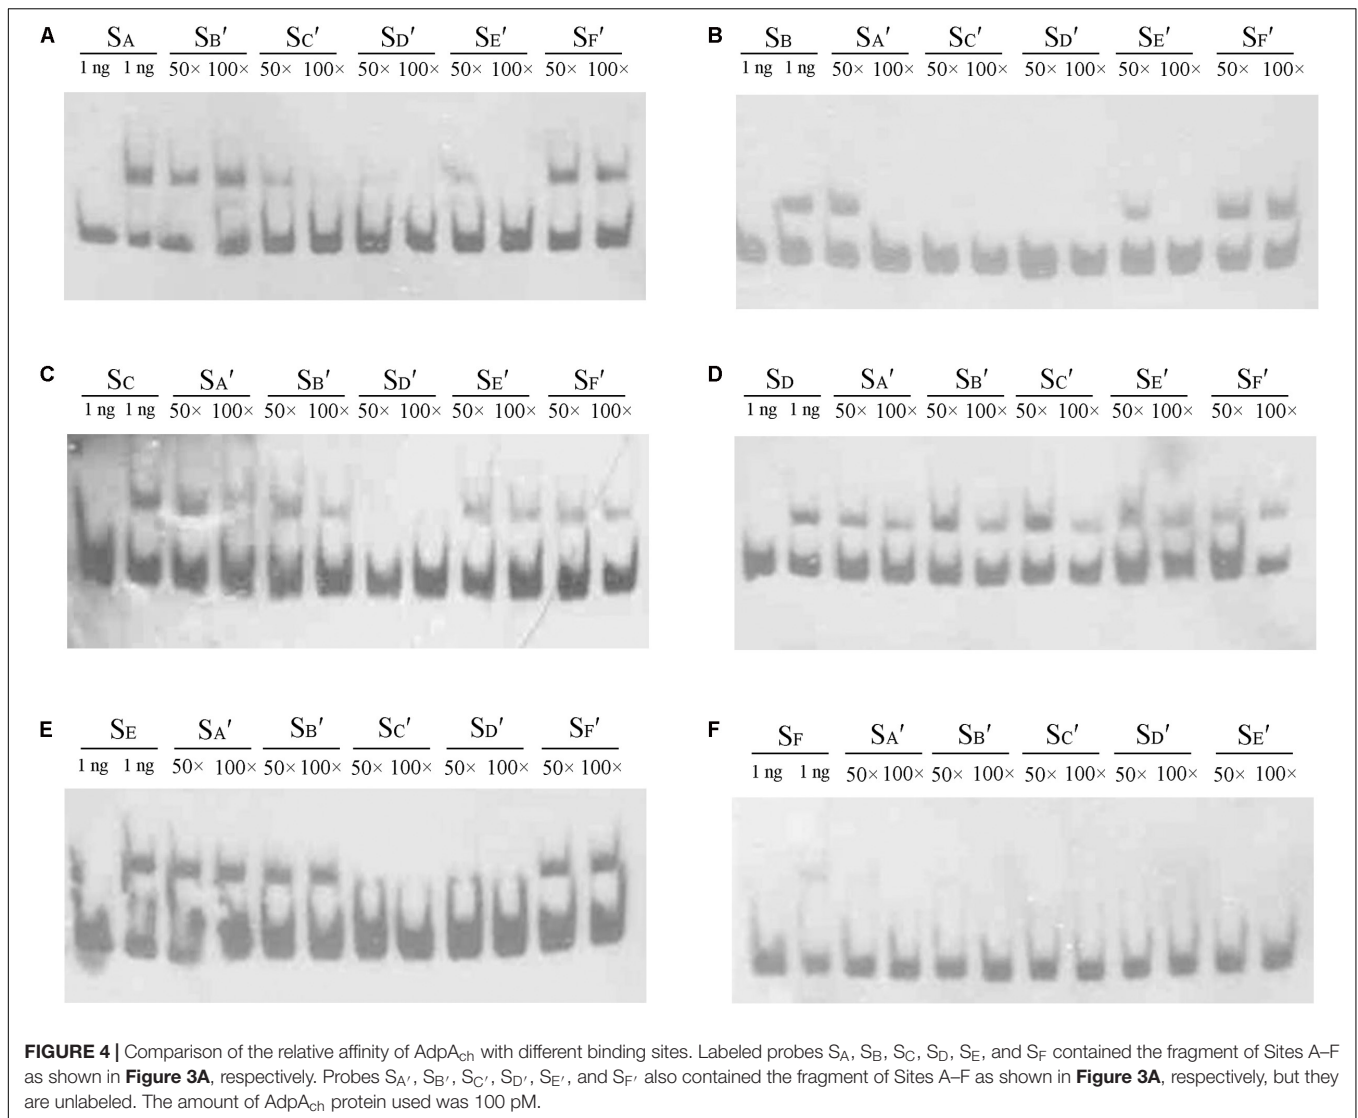 A SA SB′ SC′ SD′ SE′ SF′
1 ng 1 ng 50× 100× 50× 100× 50× 100× 50× 100× 50× 100×
B SB SA′ SC′ SD′ SE′ SF′
1 ng 1 ng 50× 100× 50× 100× 50× 100× 50× 100× 50× 100×
C SC SA′ SB′ SD′ SE′ SF′
1 ng 1 ng 50× 100× 50× 100× 50× 100× 50× 100× 50× 100×
D SD SA′ SB′ SC′ SE′ SF′
1 ng 1 ng 50× 100× 50× 100× 50× 100× 50× 100× 50× 100×
E SE SA′ SB′ SC′ SD′ SF′
1 ng 1 ng 50× 100× 50× 100× 50× 100× 50× 100× 50× 100×
F SF SA′ SB′ SC′ SD′ SE′
1 ng 1 ng 50× 100× 50× 100× 50× 100× 50× 100× 50× 100×
FIGURE 4 | Comparison of the relative affinity of AdpAch with different binding sites. Labeled probes SA, SB, SC, SD, SE, and SF contained the fragment of Sites A–F
as shown in Figure 3A, respectively. Probes SA′, SB′, SC′, SD′, SE′, and SF′ also contained the fragment of Sites A–F as shown in Figure 3A, respectively, but they
are unlabeled. The amount of AdpAch protein used was 100 pM.